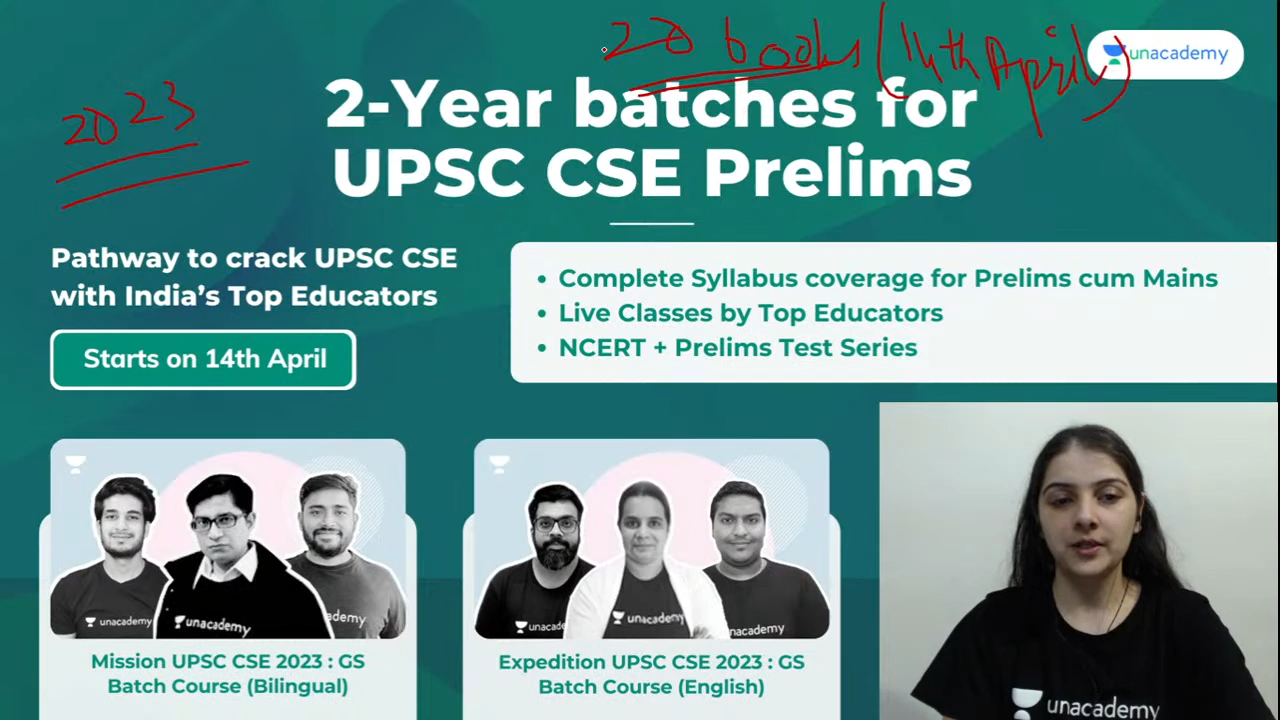 20 books (14th April)
unacademy
2023
2-Year batches for
UPSC CSE Prelims
Pathway to crack UPSC CSE
with India's Top Educators
Starts on 14th April
• Complete Syllabus coverage for Prelims cum Mains
• Live Classes by Top Educators
• NCERT + Prelims Test Series
unacademy
unacademy
academy
unacad
unacademy
unacademy
Mission UPSC CSE 2023 : GS
Batch Course (Bilingual)
Expedition UPSC CSE 2023 : GS
Batch Course (English)
unacademy